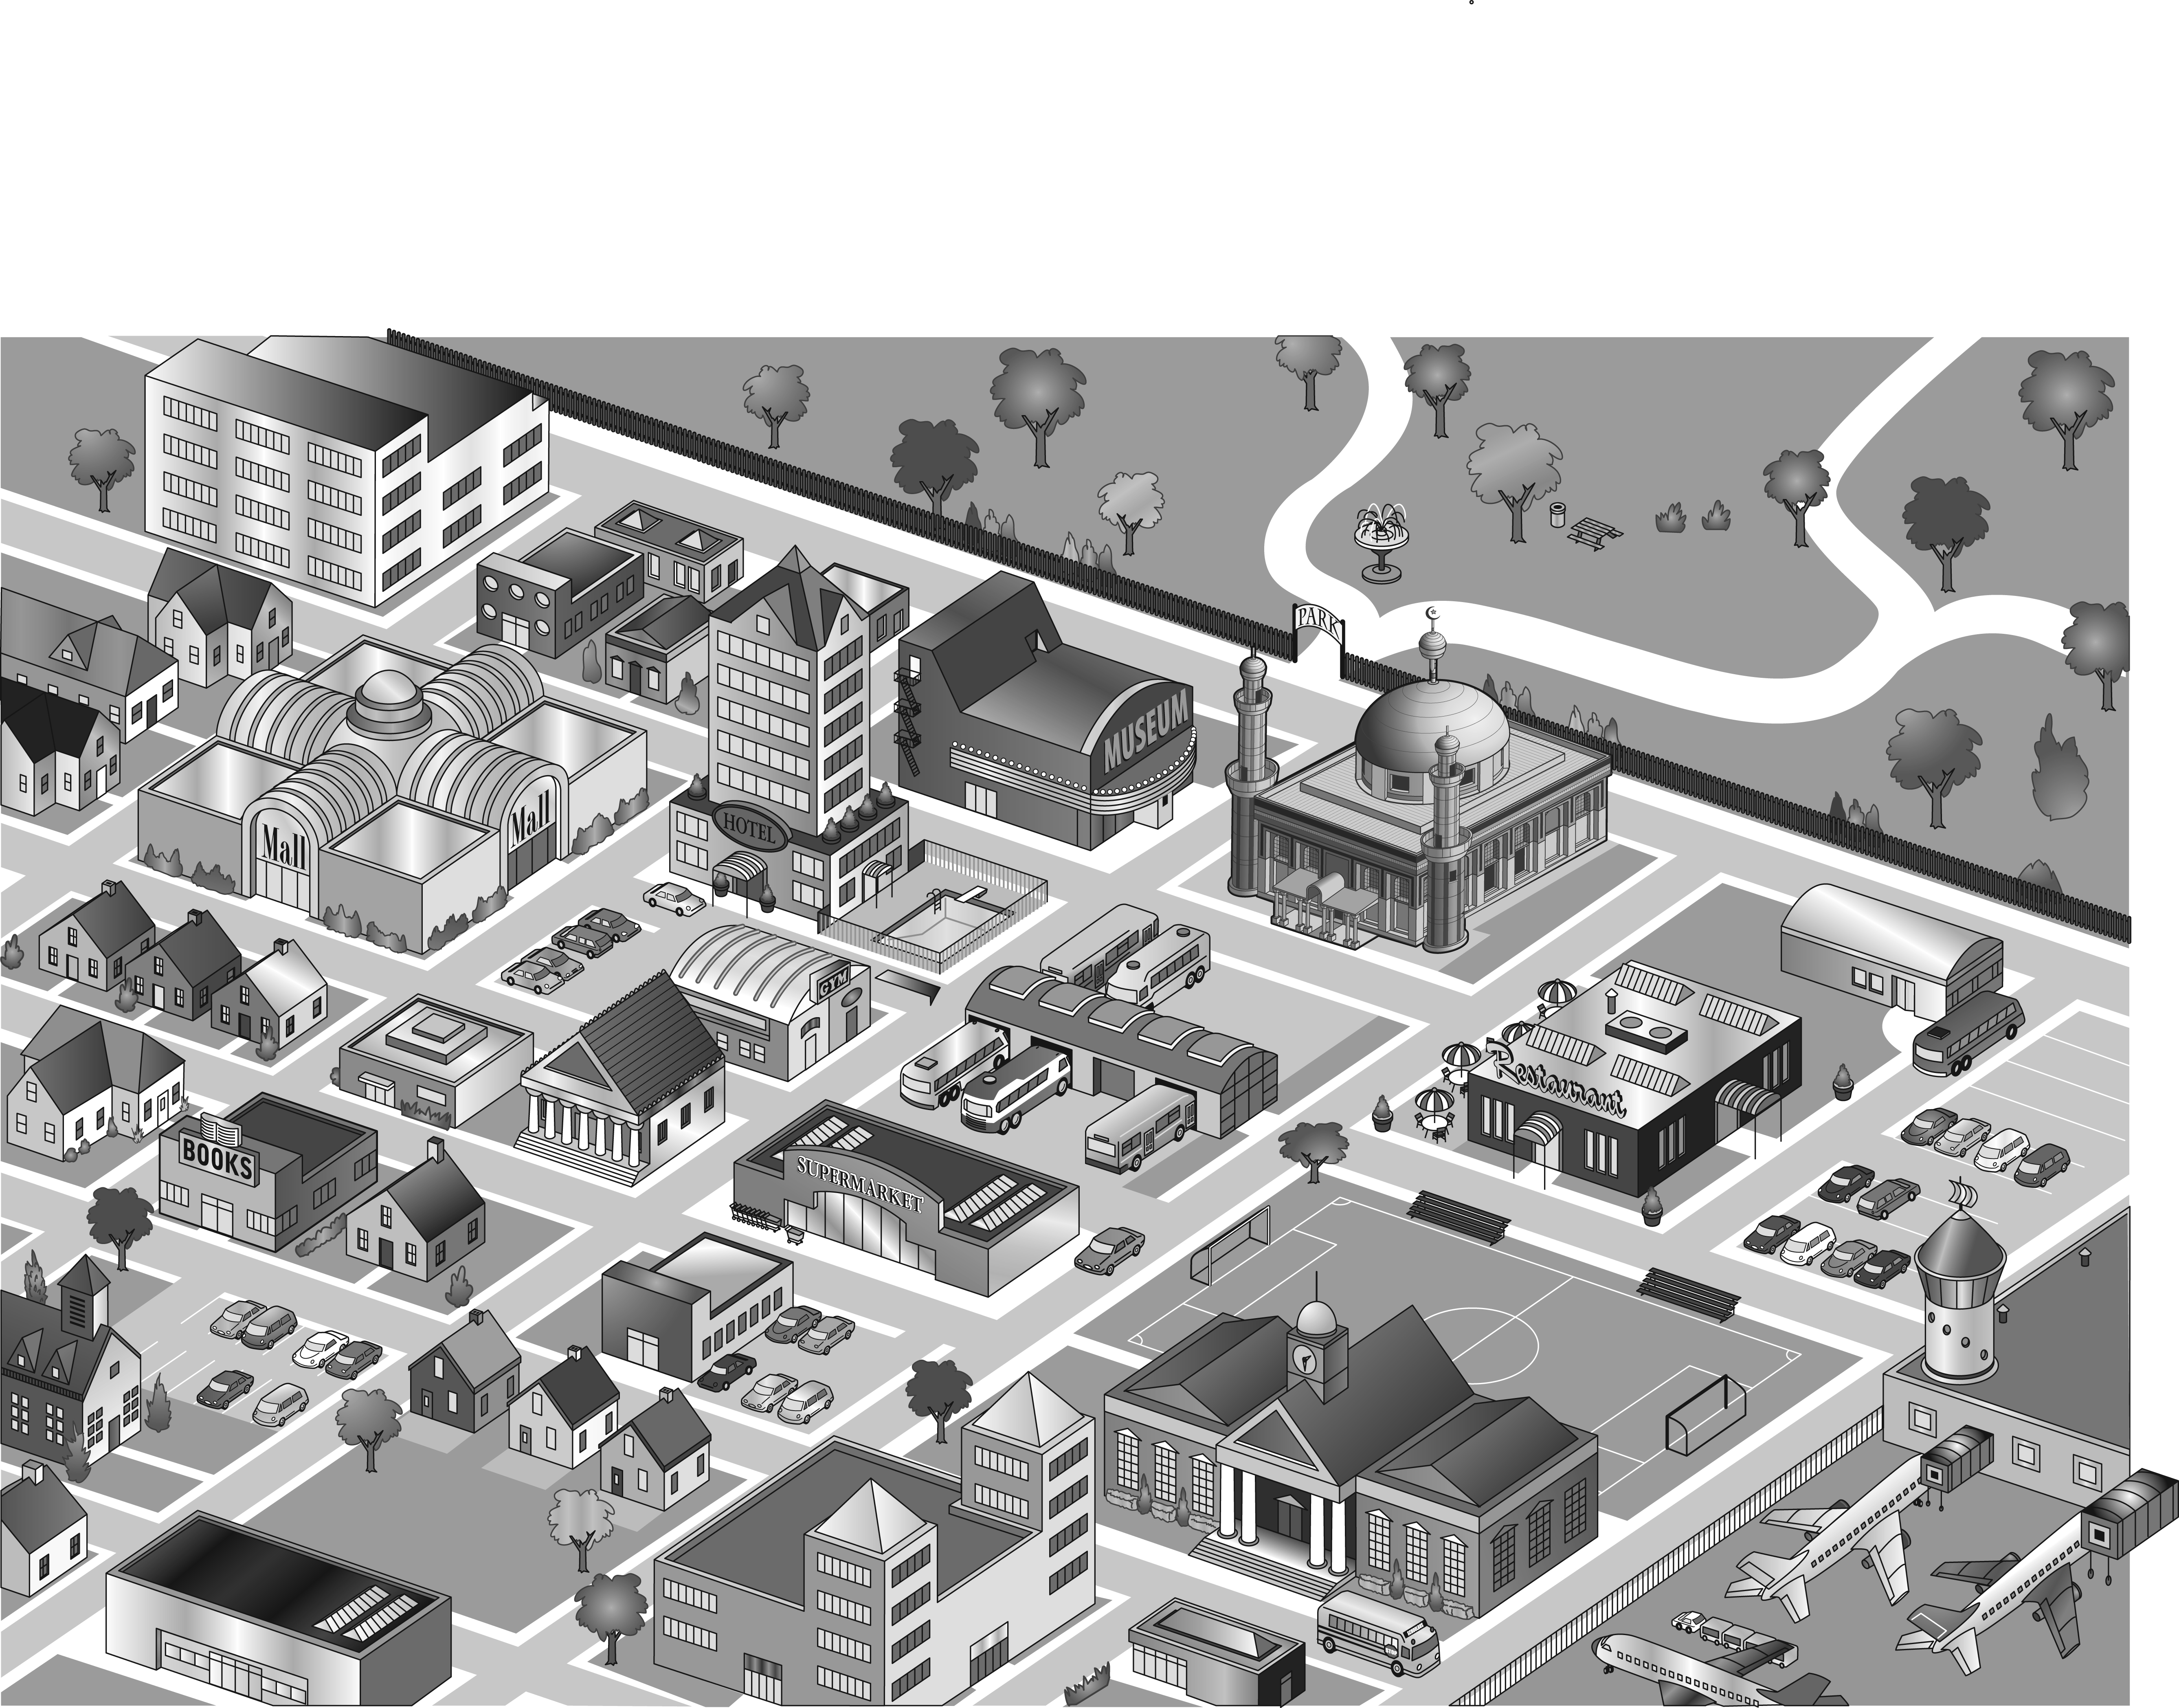 PARK
MUSEUM
Mall
Mall
HOTEL
GYM
Restaurant
BOOKS
SUPERMARKET